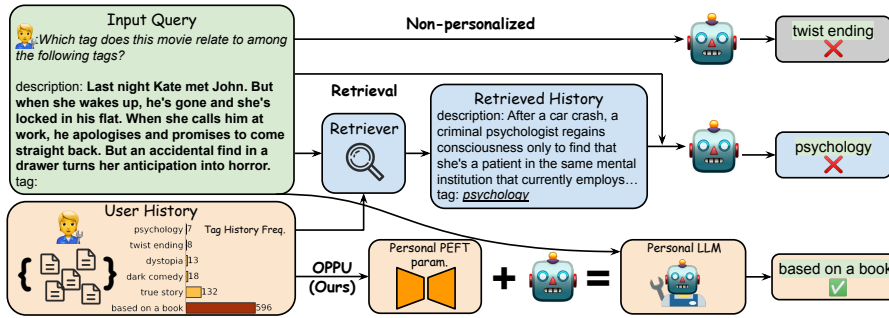 Input Query
:Which tag does this movie relate to among
the following tags?
description: Last night Kate met John. But
when she wakes up, he's gone and she's
locked in his flat. When she calls him at
work, he apologises and promises to come
straight back. But an accidental find in a
drawer turns her anticipation into horror.
tag:
Non-personalized
twist ending
Retrieval
Retriever
Retrieved History
description: After a car crash, a
criminal psychologist regains
consciousness only to find that
she's a patient in the same mental
institution that currently employs...
tag: psychology
psychology
User History
Tag History Freq.
psychology 7
twist ending 8
dystopia 13
dark comedy 18
true story 132
based on a book 596
{ }
OPPU
(Ours)
Personal PEFT
param.
+
=
Personal LLM
based on a book